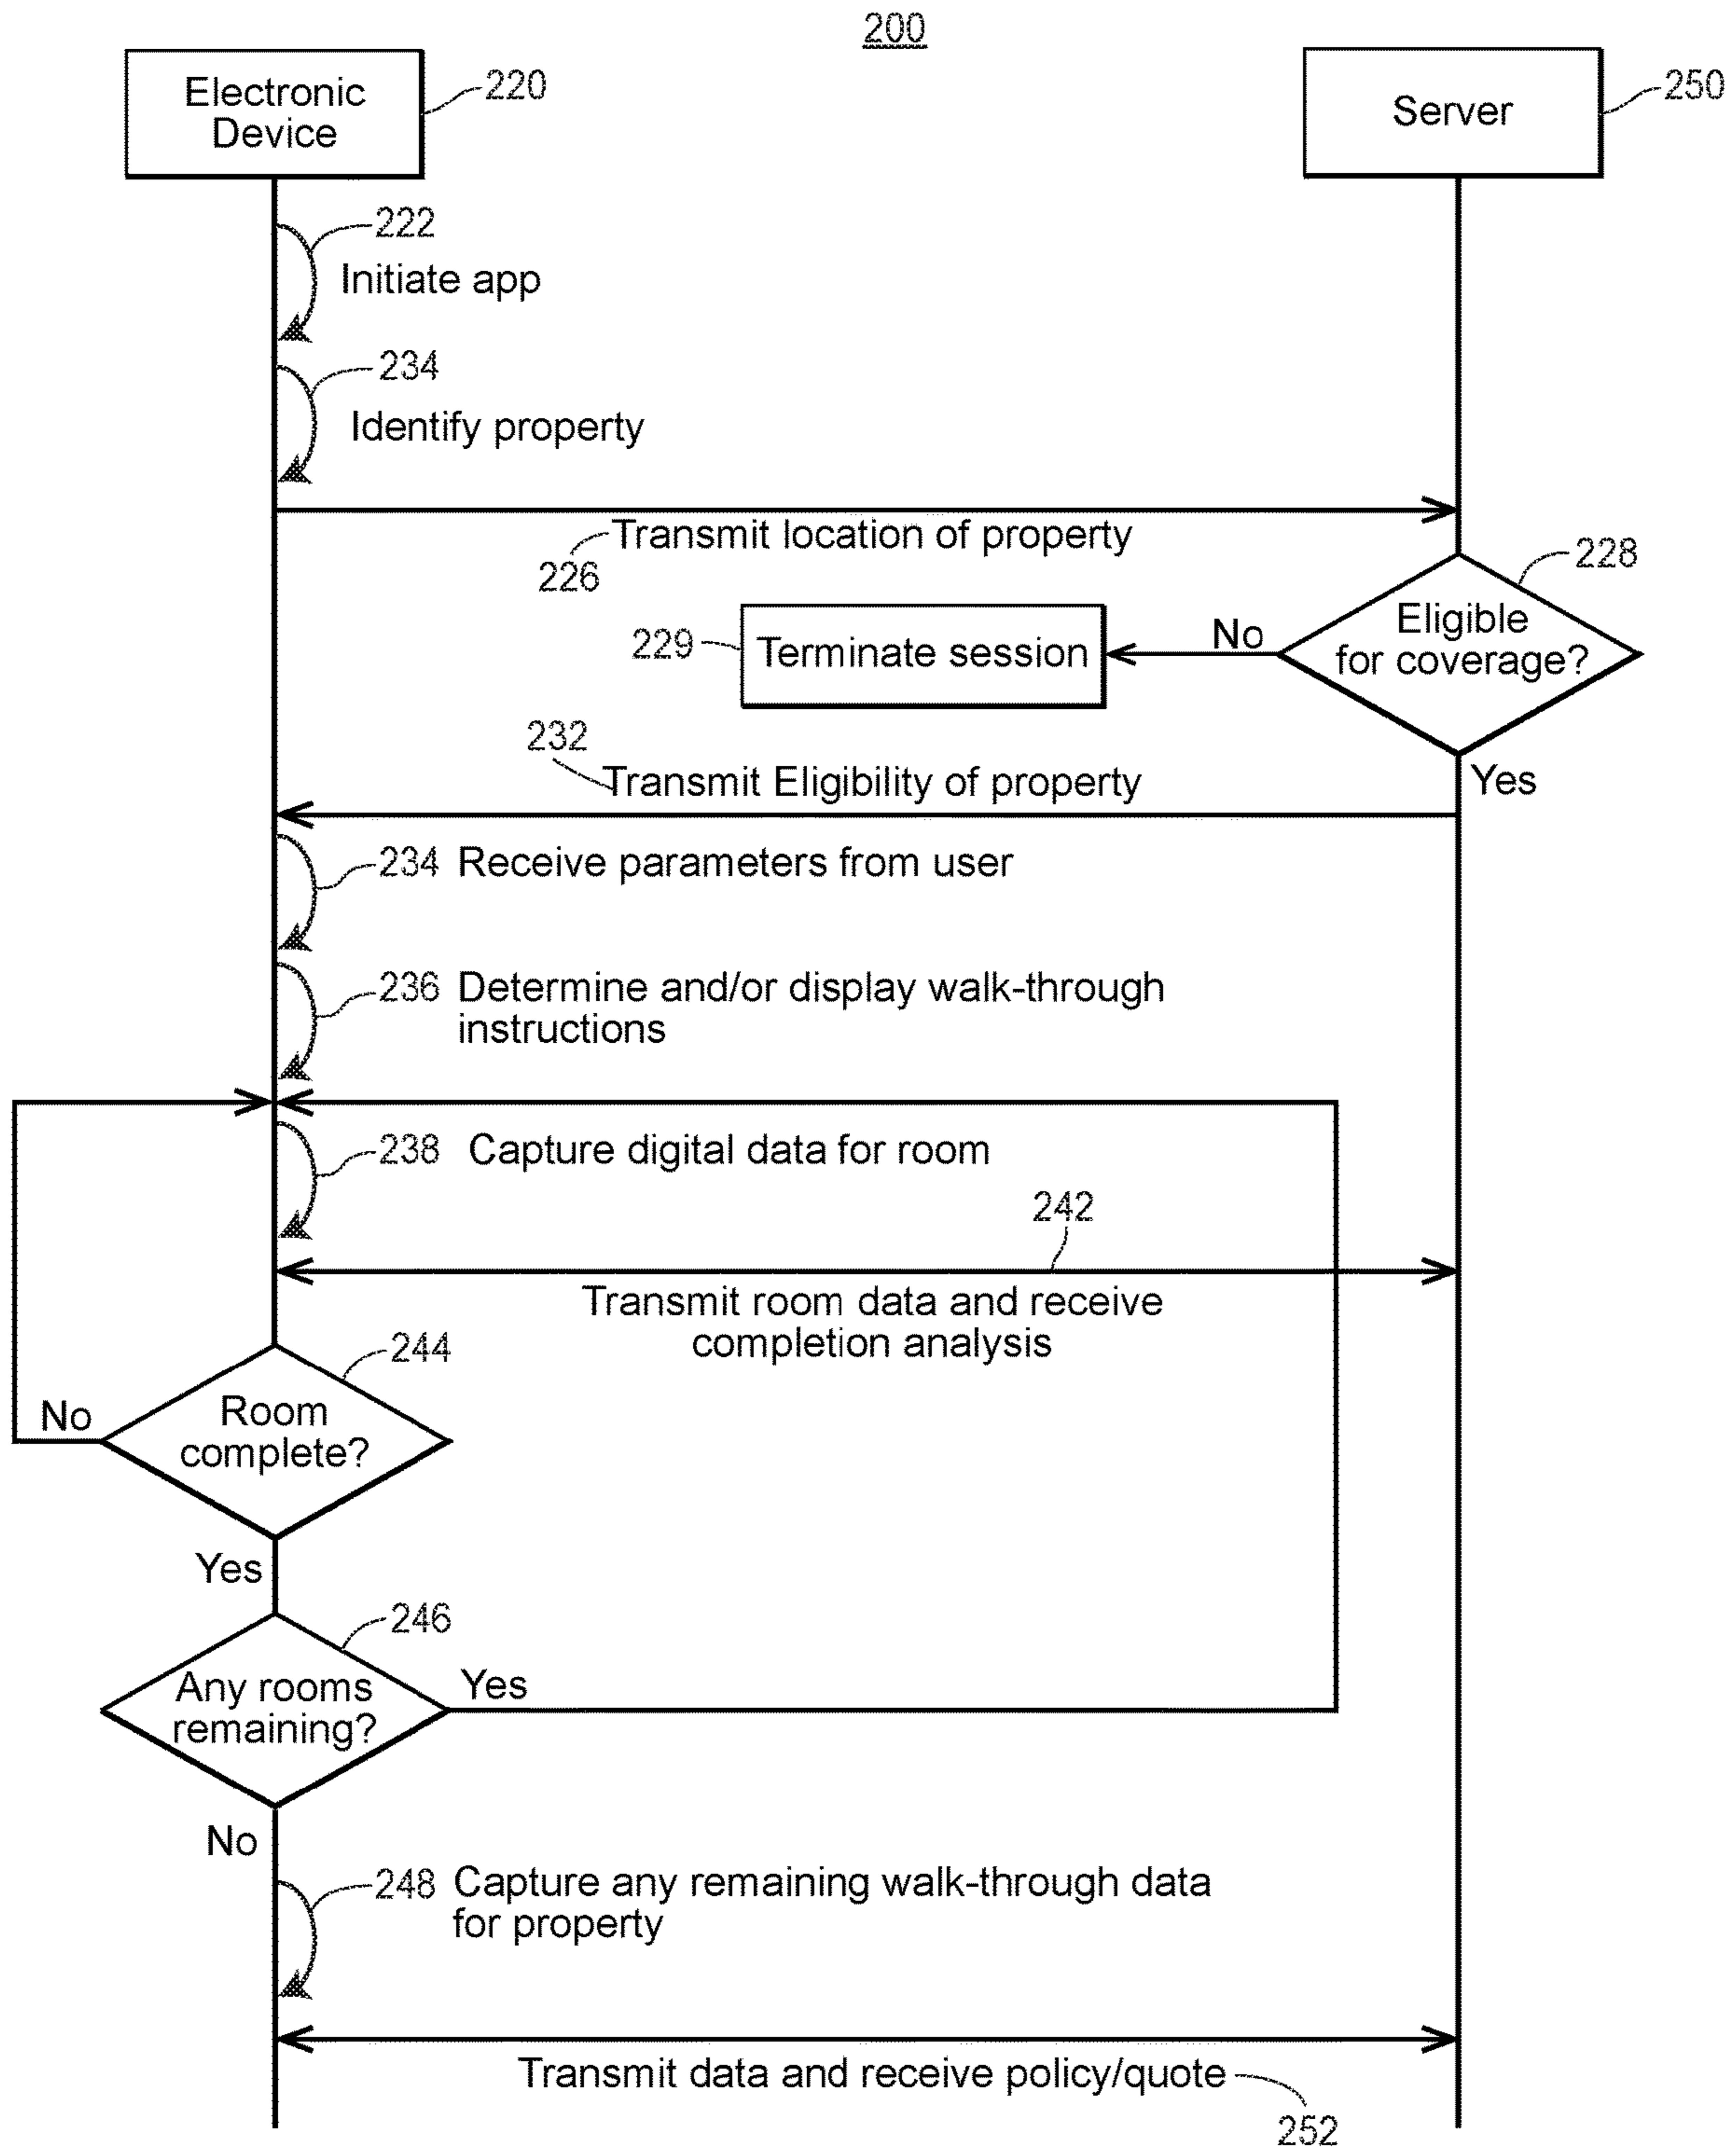 200
Electronic
Device
220
Server
250
222
Initiate app
234
Identify property
Transmit location of property
226
228
Eligible
for coverage?
No
229
Terminate session
232
Transmit Eligibility of property
Yes
234 Receive parameters from user
236 Determine and/or display walk-through
instructions
238 Capture digital data for room
242
Transmit room data and receive
completion analysis
244
Room
complete?
No
Yes
246
Any rooms
remaining?
Yes
No
248 Capture any remaining walk-through data
for property
Transmit data and receive policy/quote
252